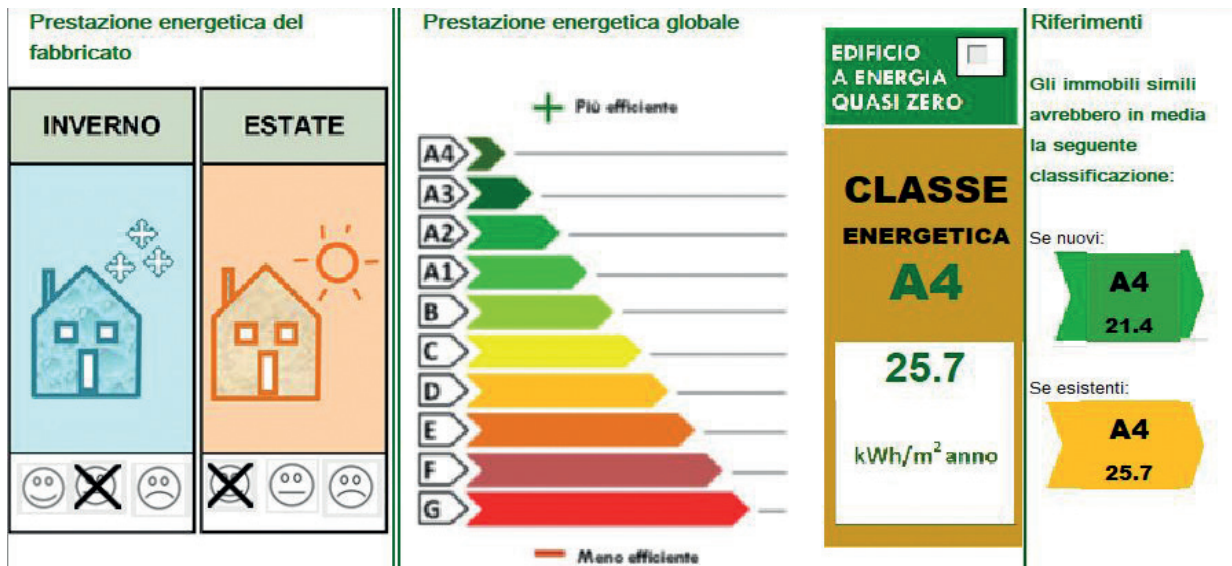 Prestazione energetica del
fabbricato
INVERNO
ESTATE
Prestazione energetica globale
Più efficiente
A4
A3
A2
A1
B
C
D
E
F
G
Meno efficiente
EDIFICIO
A ENERGIA
QUASI ZERO
CLASSE
ENERGETICA
A4
25.7
kWh/m² anno
Riferimenti
Gli immobili simili
avrebbero in media
la seguente
classificazione:
Se nuovi:
A4
21.4
Se esistenti:
A4
25.7